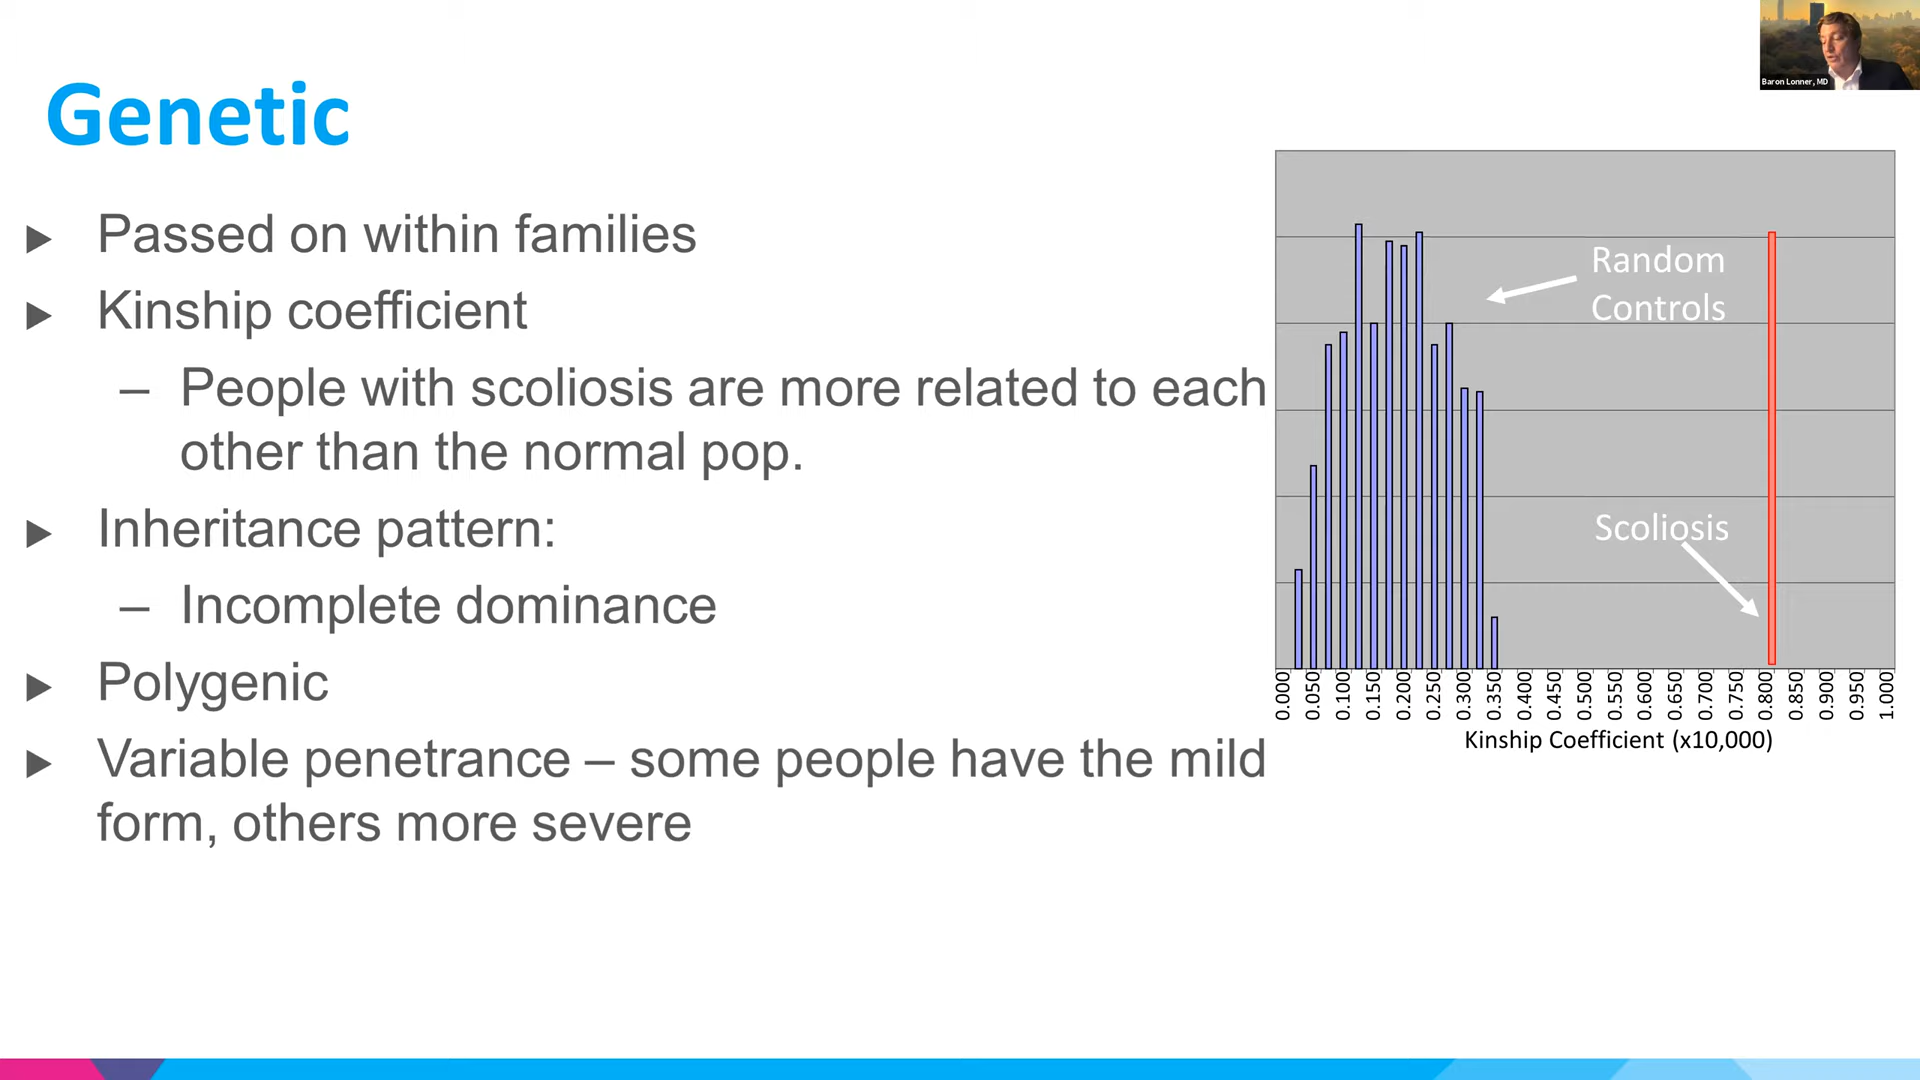 Baron Lonner, MD
Genetic
Passed on within families
Kinship coefficient
– People with scoliosis are more related to each
other than the normal pop.
Inheritance pattern:
– Incomplete dominance
Polygenic
Variable penetrance – some people have the mild
form, others more severe
Random
Controls
Scoliosis
0.000
0.050
0.100
0.150
0.200
0.250
0.300
0.350
0.400
0.450
0.500
0.550
0.600
0.650
0.700
0.750
0.800
0.850
0.900
0.950
1.000
Kinship Coefficient (x10,000)